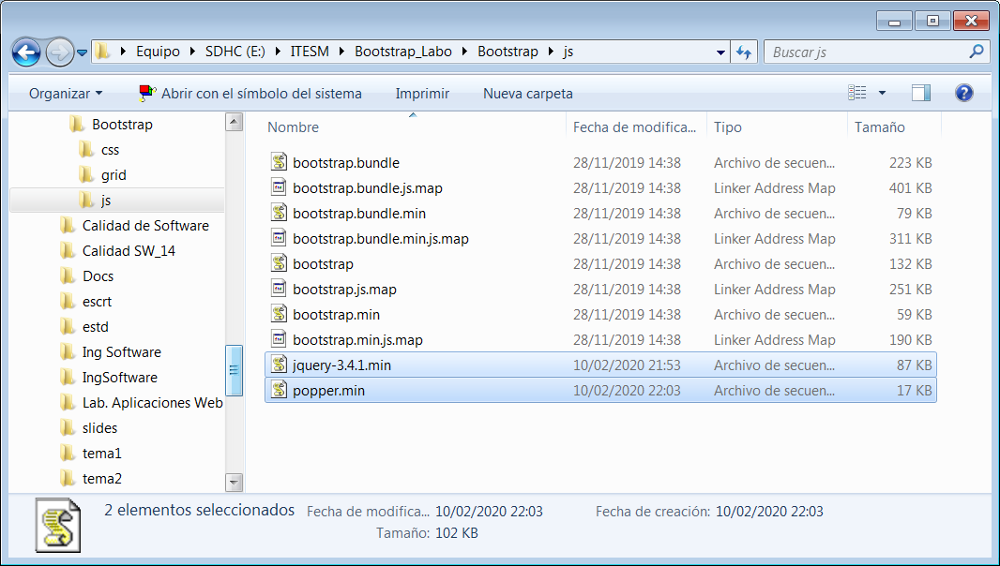 Equipo SDHC (E:) ITESM Bootstrap_Labo Bootstrap js
Buscar js
Organizar Abrir con el símbolo del sistema Imprimir Nueva carpeta
Bootstrap
css
grid
js
Calidad de Software
Calidad SW_14
Docs
escrt
estd
Ing Software
IngSoftware
Lab. Aplicaciones Web
slides
tema1
tema2
Nombre Fecha de modifica... Tipo Tamaño
bootstrap.bundle 28/11/2019 14:38 Archivo de secuen... 223 KB
bootstrap.bundle.js.map 28/11/2019 14:38 Linker Address Map 401 KB
bootstrap.bundle.min 28/11/2019 14:38 Archivo de secuen... 79 KB
bootstrap.bundle.min.js.map 28/11/2019 14:38 Linker Address Map 311 KB
bootstrap 28/11/2019 14:38 Archivo de secuen... 132 KB
bootstrap.js.map 28/11/2019 14:38 Linker Address Map 251 KB
bootstrap.min 28/11/2019 14:38 Archivo de secuen... 59 KB
bootstrap.min.js.map 28/11/2019 14:38 Linker Address Map 190 KB
jquery-3.4.1.min 10/02/2020 21:53 Archivo de secuen... 87 KB
popper.min 10/02/2020 22:03 Archivo de secuen... 17 KB
2 elementos seleccionados Fecha de modifica... 10/02/2020 22:03 Fecha de creación: 10/02/2020 22:03
Tamaño: 102 KB